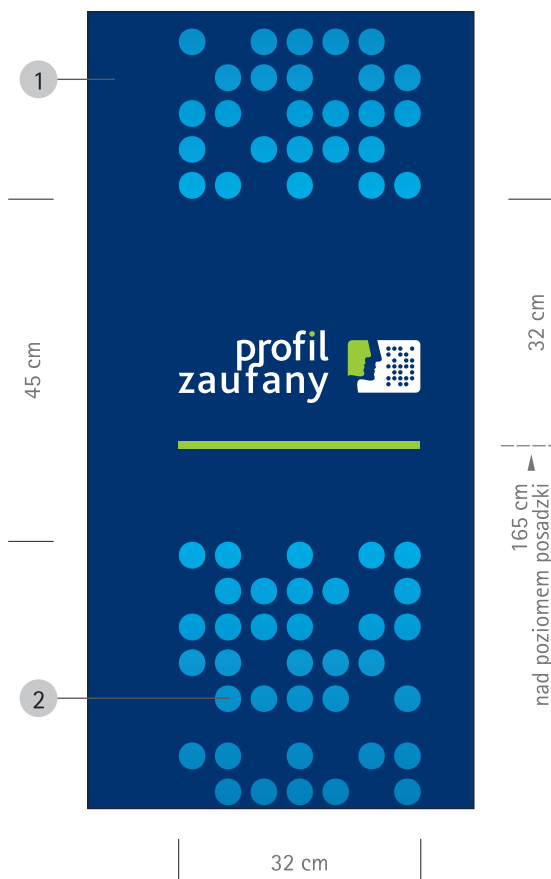 1
45 cm
32 cm
profil
zaufany
165 cm
nad poziomem posadzki
2
32 cm